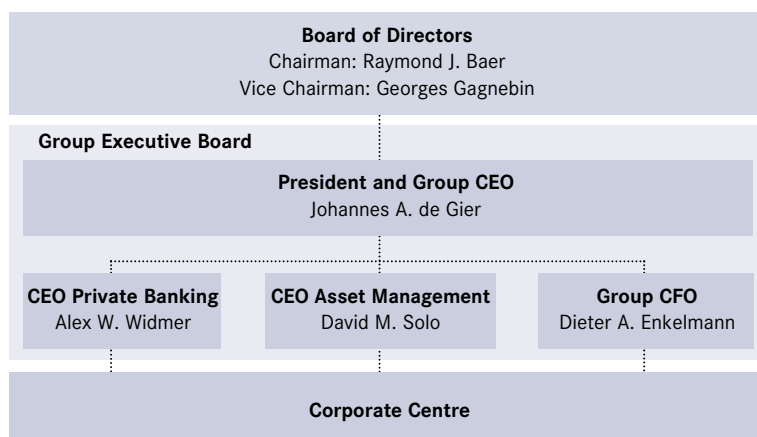 Board of Directors
Chairman: Raymond J. Baer
Vice Chairman: Georges Gagnebin
Group Executive Board
President and Group CEO
Johannes A. de Gier
CEO Private Banking
Alex W. Widmer
CEO Asset Management
David M. Solo
Group CFO
Dieter A. Enkelmann
Corporate Centre